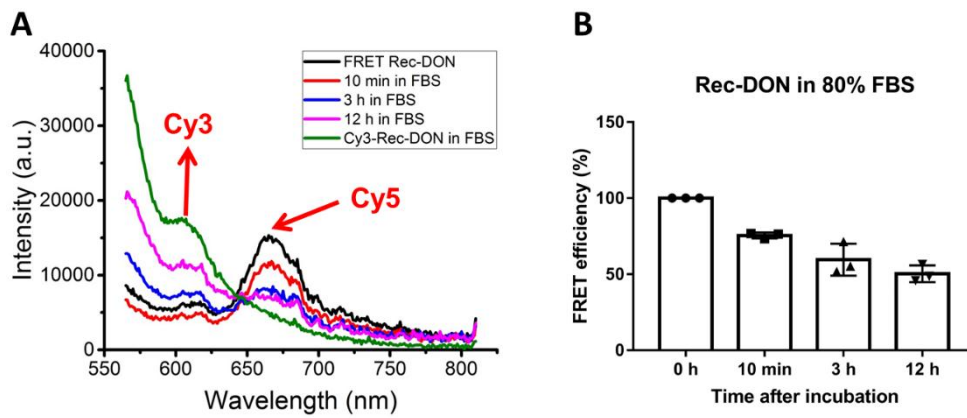 A
40000
30000
20000
10000
0
Intensity (a.u.)
550 600 650 700 750 800
Wavelength (nm)
FRET Rec-DON
10 min in FBS
3 h in FBS
12 h in FBS
Cy3-Rec-DON in FBS
Cy3
Cy5
B
Rec-DON in 80% FBS
150
100
50
0
FRET efficiency (%)
0 h 10 min 3 h 12 h
Time after incubation